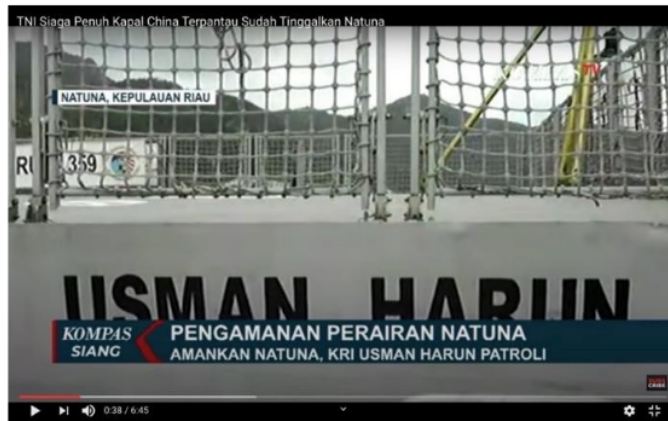 TNI Siaga Penuh Kapal China Terpantau Sudah Tinggalkan Natuna
TV
NATUNA, KEPULAUAN RIAU
359
USMAN HARUN
KOMPAS
SIANG
PENGAMANAN PERAIRAN NATUNA
AMANKAN NATUNA, KRI USMAN HARUN PATROLI
0:38 / 6:45